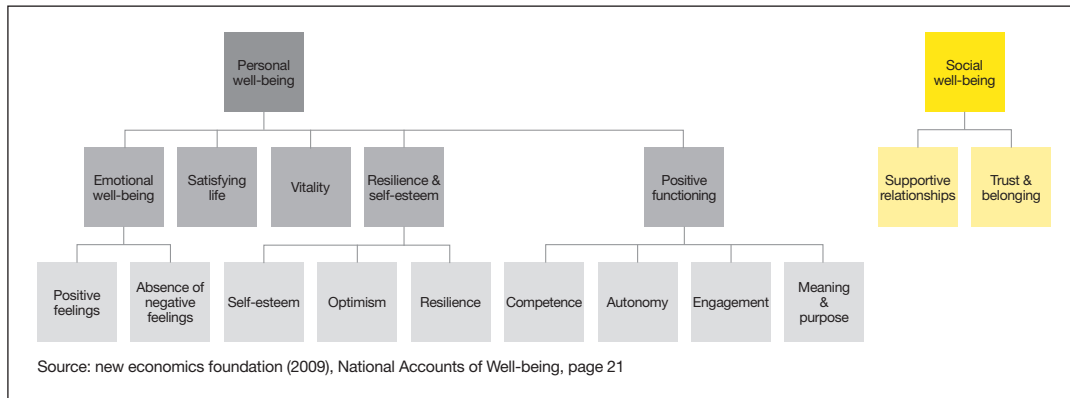 Personal
well-being
Social
well-being
Emotional
well-being
Satisfying
life
Vitality
Resilience &
self-esteem
Positive
functioning
Supportive
relationships
Trust &
belonging
Positive
feelings
Absence of
negative
feelings
Self-esteem
Optimism
Resilience
Competence
Autonomy
Engagement
Meaning
&
purpose
Source: new economics foundation (2009), National Accounts of Well-being, page 21